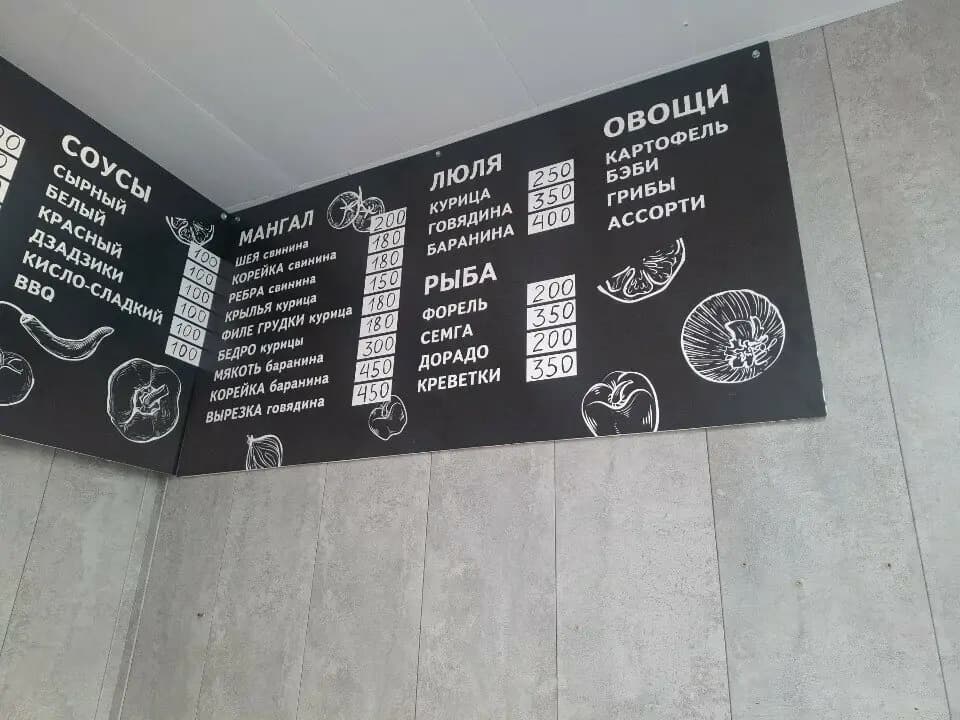 СОУСЫ
СЫРНЫЙ 100
БЕЛЫЙ 100
КРАСНЫЙ 100
ДЗАДЗИКИ 100
КИСЛО-СЛАДКИЙ 100
BBQ 100
МАНГАЛ
ШЕЯ свинина 200
КОРЕЙКА свинина 180
РЕБРА свинина 180
КРЫЛЬЯ курица 150
ФИЛЕ ГРУДКИ курица 180
БЕДРО курицы 180
МЯКОТЬ баранина 300
КОРЕЙКА баранина 450
ВЫРЕЗКА говядина 450
ЛЮЛЯ
КУРИЦА 250
ГОВЯДИНА 350
БАРАНИНА 400
РЫБА
ФОРЕЛЬ 200
СЕМГА 350
ДОРАДО 200
КРЕВЕТКИ 350
ОВОЩИ
КАРТОФЕЛЬ
БЭБИ
ГРИБЫ
АССОРТИ